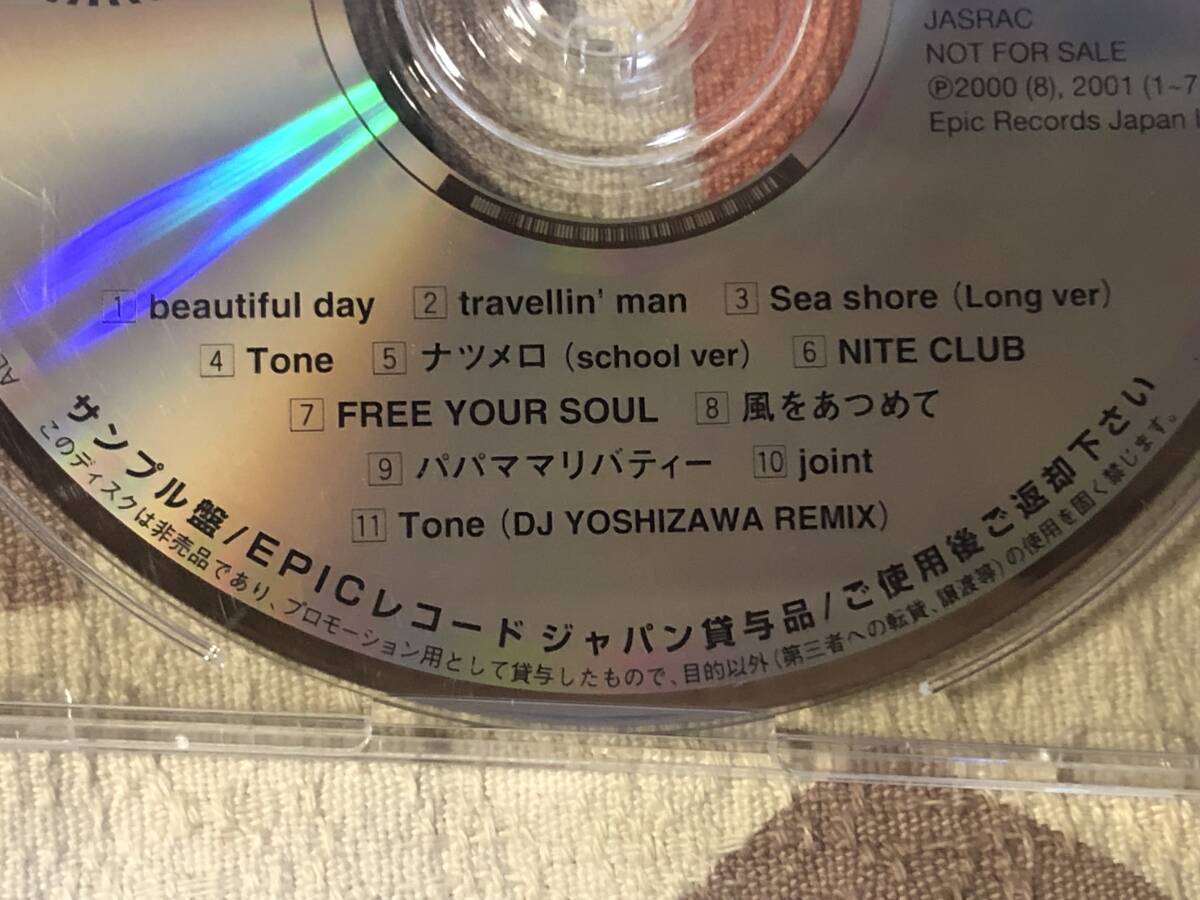 JASRAC
NOT FOR SALE
℗2000 (8), 2001 (1~7
Epic Records Japan
1 beautiful day 2 travellin' man 3 Sea shore (Long ver)
4 Tone 5 ナツメロ (school ver) 6 NITE CLUB
7 FREE YOUR SOUL 8 風をあつめて
9 パパママリバティー 10 joint
11 Tone (DJ YOSHIZAWA REMIX)
サンプル盤/EPICレコードジャパン貸与品/ご使用後ご返却下さい
このディスクは非売品であり、プロモーション用として貸与したもので、目的以外(第三者への転貸、譲渡等)の使用を固く禁じます。